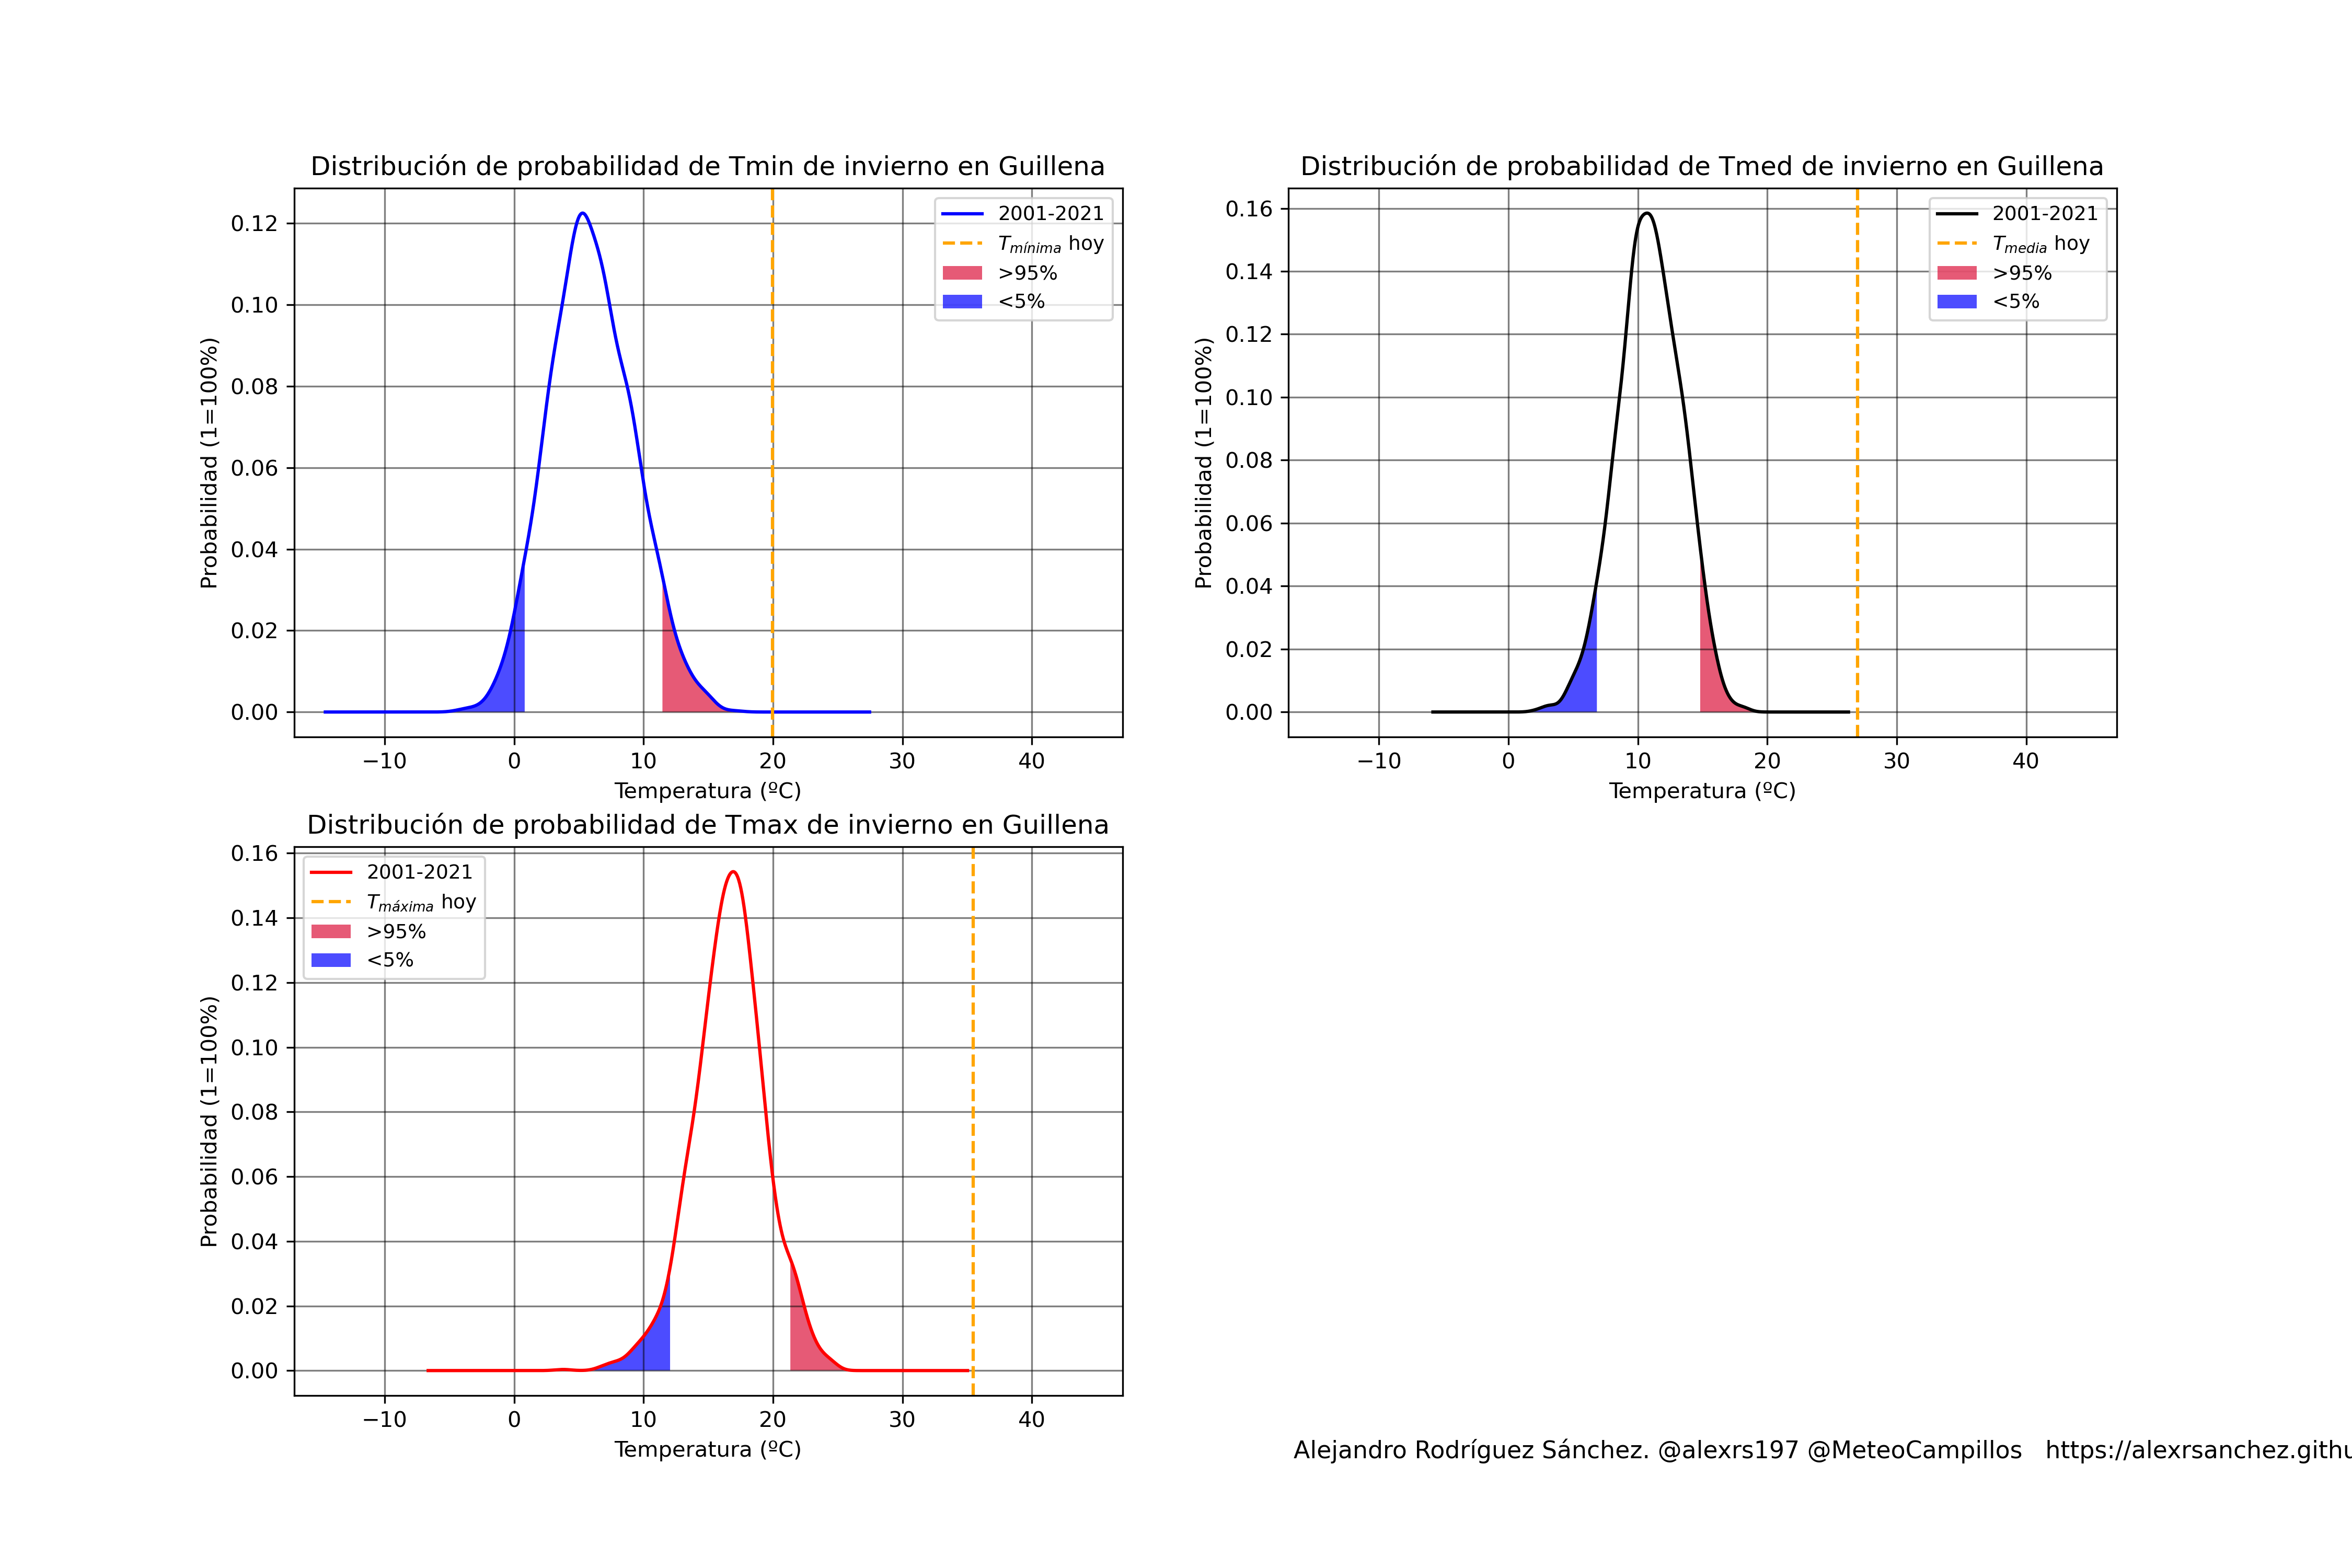 Distribución de probabilidad de Tmin de invierno en Guillena
Probabilidad (1=100%)
0.12
0.10
0.08
0.06
0.04
0.02
0.00
2001-2021
Tmínima hoy
>95%
<5%
−10 0 10 20 30 40
Temperatura (ºC)
Distribución de probabilidad de Tmed de invierno en Guillena
Probabilidad (1=100%)
0.16
0.14
0.12
0.10
0.08
0.06
0.04
0.02
0.00
2001-2021
Tmedia hoy
>95%
<5%
−10 0 10 20 30 40
Temperatura (ºC)
Distribución de probabilidad de Tmax de invierno en Guillena
Probabilidad (1=100%)
0.16
0.14
0.12
0.10
0.08
0.06
0.04
0.02
0.00
2001-2021
Tmáxima hoy
>95%
<5%
−10 0 10 20 30 40
Temperatura (ºC)
Alejandro Rodríguez Sánchez. @alexrs197 @MeteoCampillos https://alexrsanchez.githu